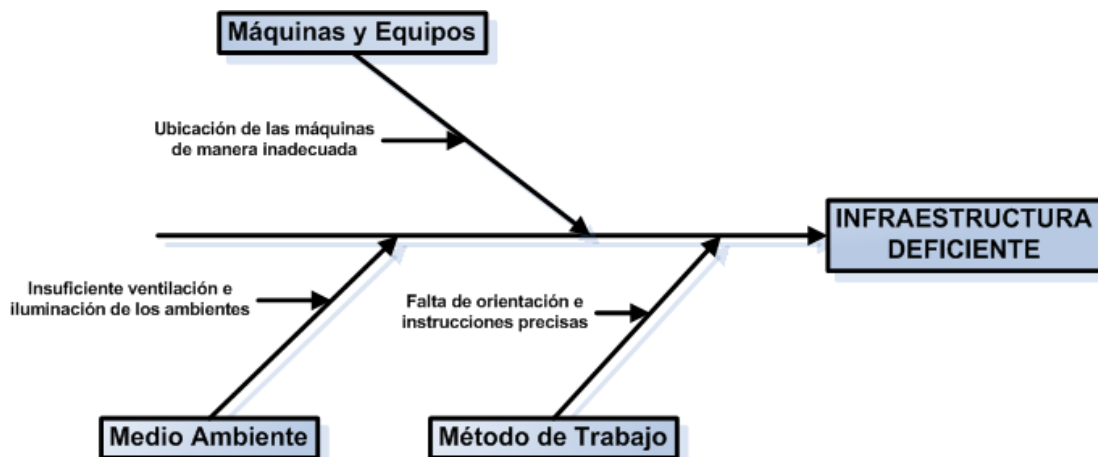 Máquinas y Equipos
Ubicación de las máquinas
de manera inadecuada
INFRAESTRUCTURA
DEFICIENTE
Insuficiente ventilación e
iluminación de los ambientes
Falta de orientación e
instrucciones precisas
Medio Ambiente
Método de Trabajo